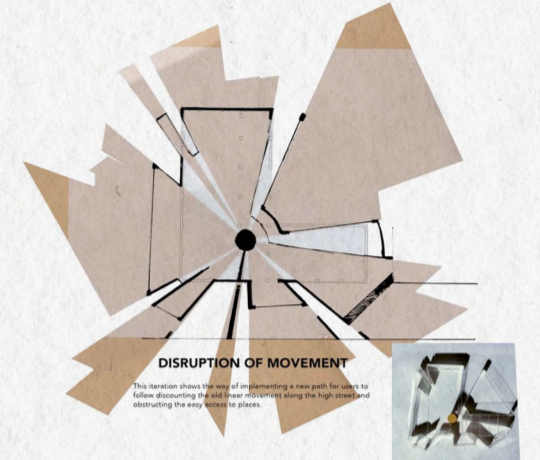 DISRUPTION OF MOVEMENT
This iteration shows the way of implementing a new path for users to
follow discounting the old linear movement along the high street and
obstructing the easy access to places.